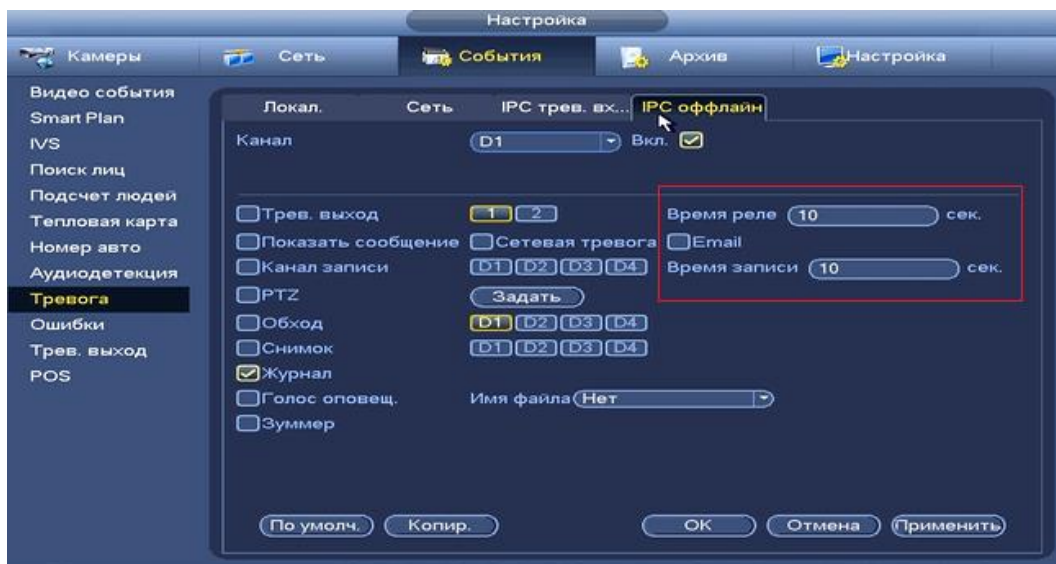 Настройка
Камеры Сеть События Архив Настройка
Видео события
Smart Plan
IVS
Поиск лиц
Подсчет людей
Тепловая карта
Номер авто
Аудиодетекция
Тревога
Ошибки
Трев. выход
POS
Локал. Сеть IPC трев. вх... IPC оффлайн
Канал D1 Вкл.
Трев. выход 1 2 Время реле 10 сек.
Показать сообщение Сетевая тревога Email
Канал записи D1 D2 D3 D4 Время записи 10 сек.
PTZ Задать
Обход D1 D2 D3 D4
Снимок D1 D2 D3 D4
Журнал
Голос оповещ. Имя файла Нет
Зуммер
По умолч. Копир. OK Отмена Применить